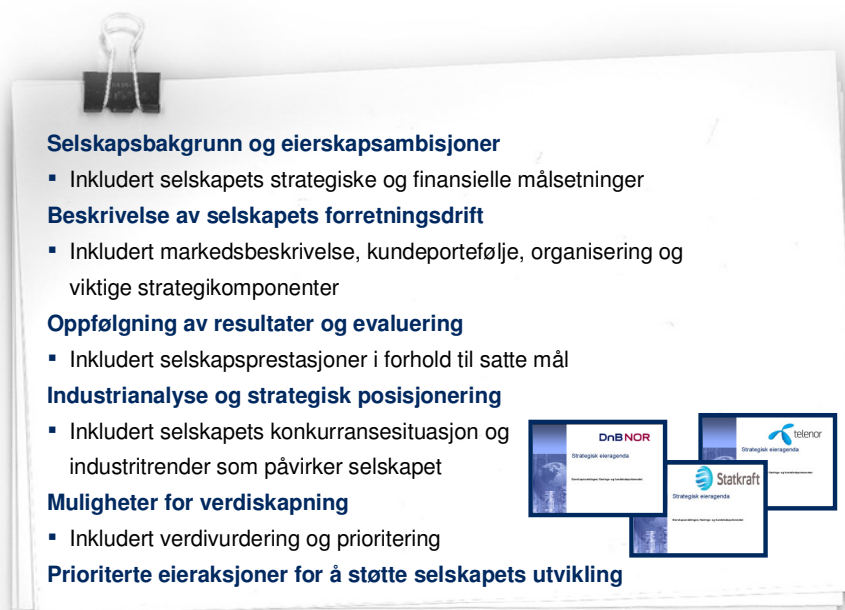 Selskapsbakgrunn og eierskapsambisjoner
▪ Inkludert selskapets strategiske og finansielle målsetninger
Beskrivelse av selskapets forretningsdrift
▪ Inkludert markedsbeskrivelse, kundeportefølje, organisering og
viktige strategikomponenter
Oppfølgning av resultater og evaluering
▪ Inkludert selskapsprestasjoner i forhold til satte mål
Industrianalyse og strategisk posisjonering
▪ Inkludert selskapets konkurransesituasjon og
industritrender som påvirker selskapet
Muligheter for verdiskapning
▪ Inkludert verdivurdering og prioritering
Prioriterte eieraksjoner for å støtte selskapets utvikling
DnB NOR
Strategisk eieragenda
telenor
Strategisk eieragenda
Statkraft
Strategisk eieragenda